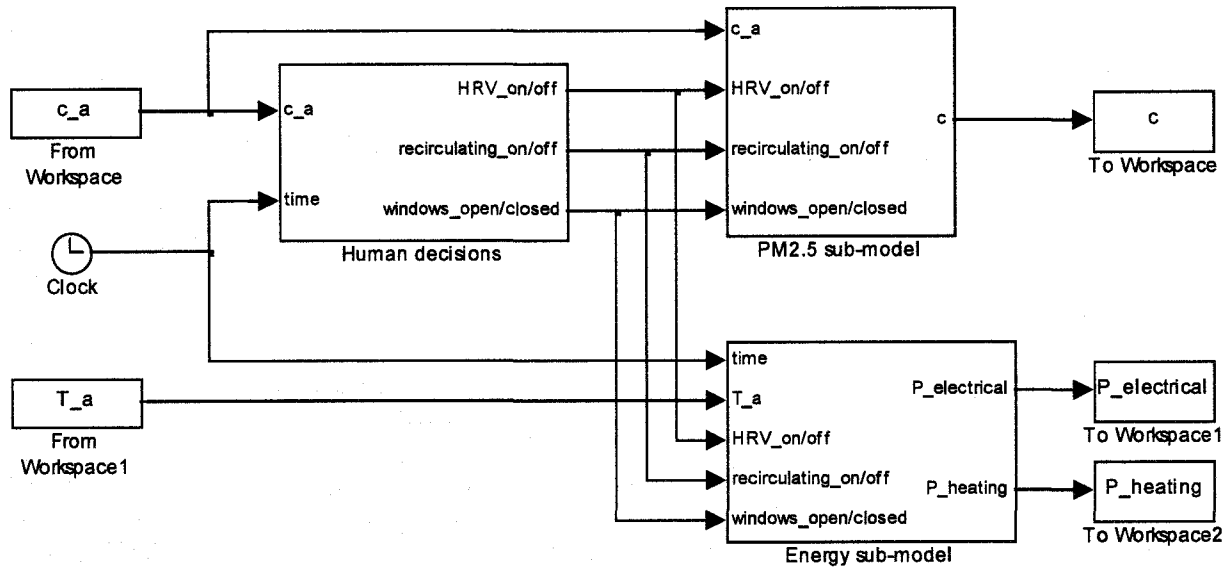 c_a
From
Workspace
Clock
T_a
From
Workspace1
c_a
time
HRV_on/off
recirculating_on/off
windows_open/closed
Human decisions
c_a
HRV_on/off
recirculating_on/off
windows_open/closed
c
PM2.5 sub-model
c
To Workspace
time
T_a
HRV_on/off
recirculating_on/off
windows_open/closed
P_electrical
P_heating
Energy sub-model
P_electrical
To Workspace1
P_heating
To Workspace2